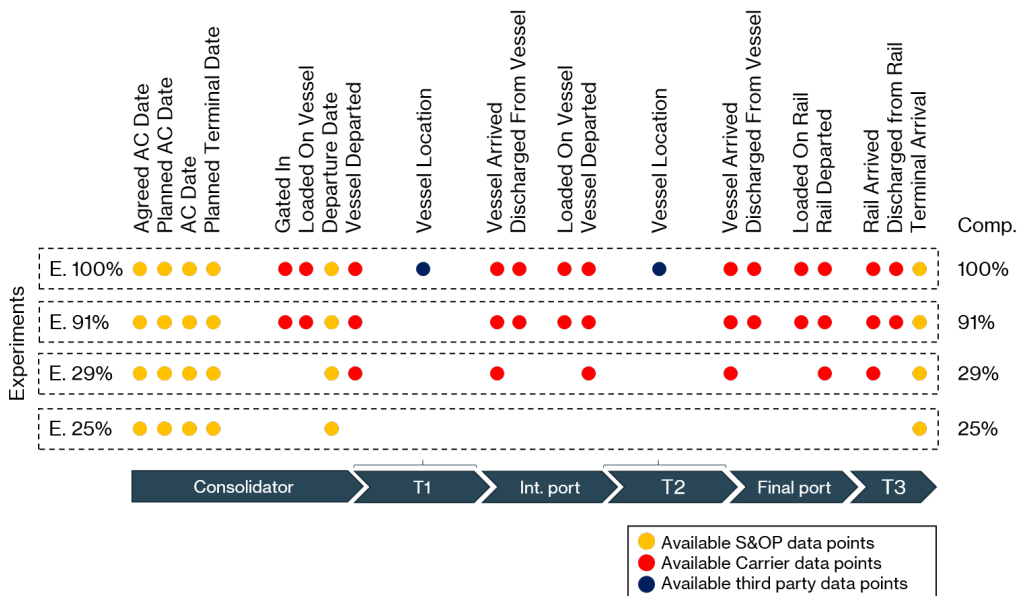 Agreed AC Date
Planned AC Date
AC Date
Planned Terminal Date
Gated In
Loaded On Vessel
Departure Date
Vessel Departed
Vessel Location
Vessel Arrived
Discharged From Vessel
Loaded On Vessel
Vessel Departed
Vessel Location
Vessel Arrived
Discharged From Vessel
Loaded On Rail
Rail Departed
Rail Arrived
Discharged from Rail
Terminal Arrival
Comp.
Experiments
E. 100%
100%
E. 91%
91%
E. 29%
29%
E. 25%
25%
Consolidator
T1
Int. port
T2
Final port
T3
Available S&OP data points
Available Carrier data points
Available third party data points